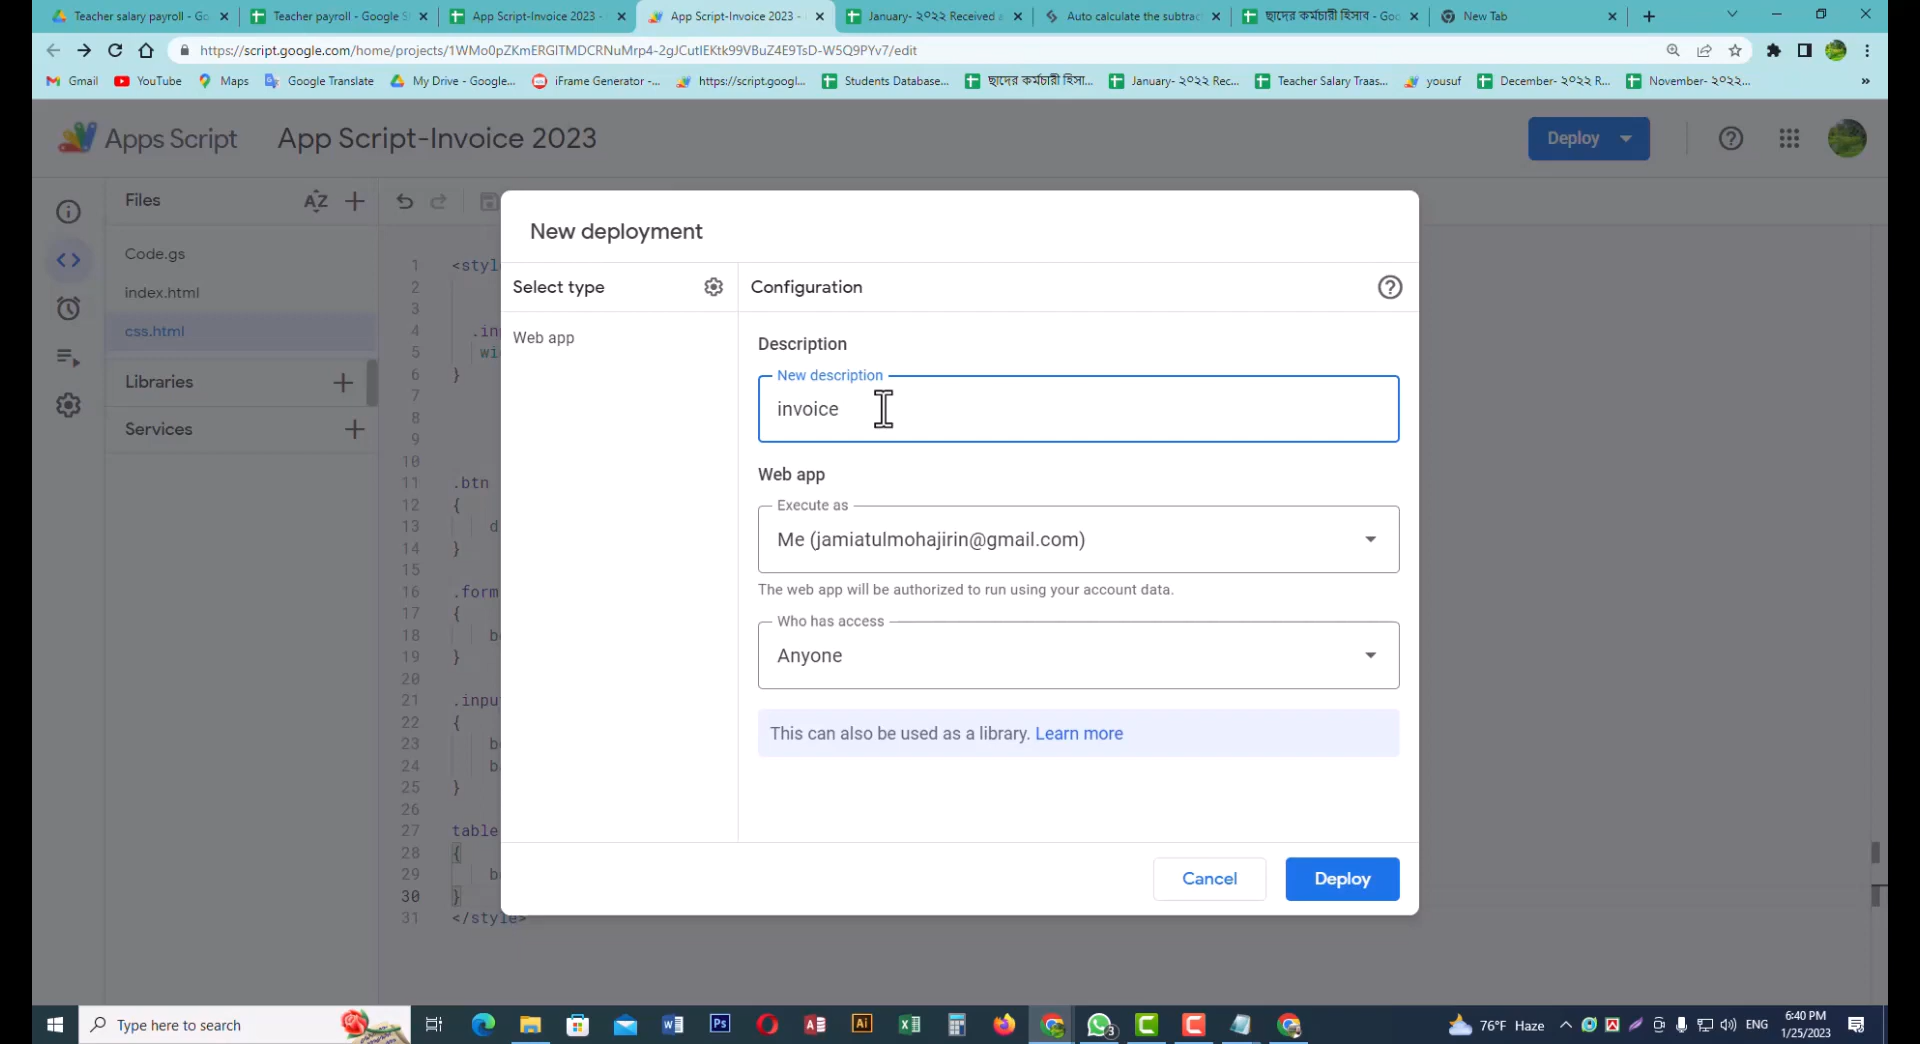 Teacher salary payroll - Go
Teacher payroll - Google S
App Script-Invoice 2023 -
App Script-Invoice 2023 -
January- ২০২২ Received a
Auto calculate the subtrac
ছাদের কর্মচারী হিসাব - Goo
New Tab
https://script.google.com/home/projects/1WMo0pZKmERGlTMDCRNuMrp4-2gJCutlEKtk99VBuZ4E9TsD-W5Q9PYv7/edit
Gmail
YouTube
Maps
Google Translate
My Drive - Google...
iFrame Generator -...
https://script.googl...
Students Database...
ছাদের কর্মচারী হিসা...
January- ২০২২ Rec...
Teacher Salary Traas...
yousuf
December- ২০২২ R...
November- ২০২২...
»
Apps Script
App Script-Invoice 2023
Deploy
Files
AZ
Code.gs
index.html
css.html
Libraries
Services
1 <styl
2
3
4 .inp
5 wi
6 }
7
8
9
10
11 .btn
12 {
13 d
14 }
15
16 .form
17 {
18 b
19 }
20
21 .inpu
22 {
23 b
24 b
25 }
26
27 table
28 {
29 b
30 }
31 </style>
New deployment
Select type
Configuration
Web app
Description
New description
invoice
Web app
Execute as
Me (jamiatulmohajirin@gmail.com)
The web app will be authorized to run using your account data.
Who has access
Anyone
This can also be used as a library. Learn more
Cancel
Deploy
Type here to search
Ps
Ai
3
76°F Haze
ENG
6:40 PM
1/25/2023